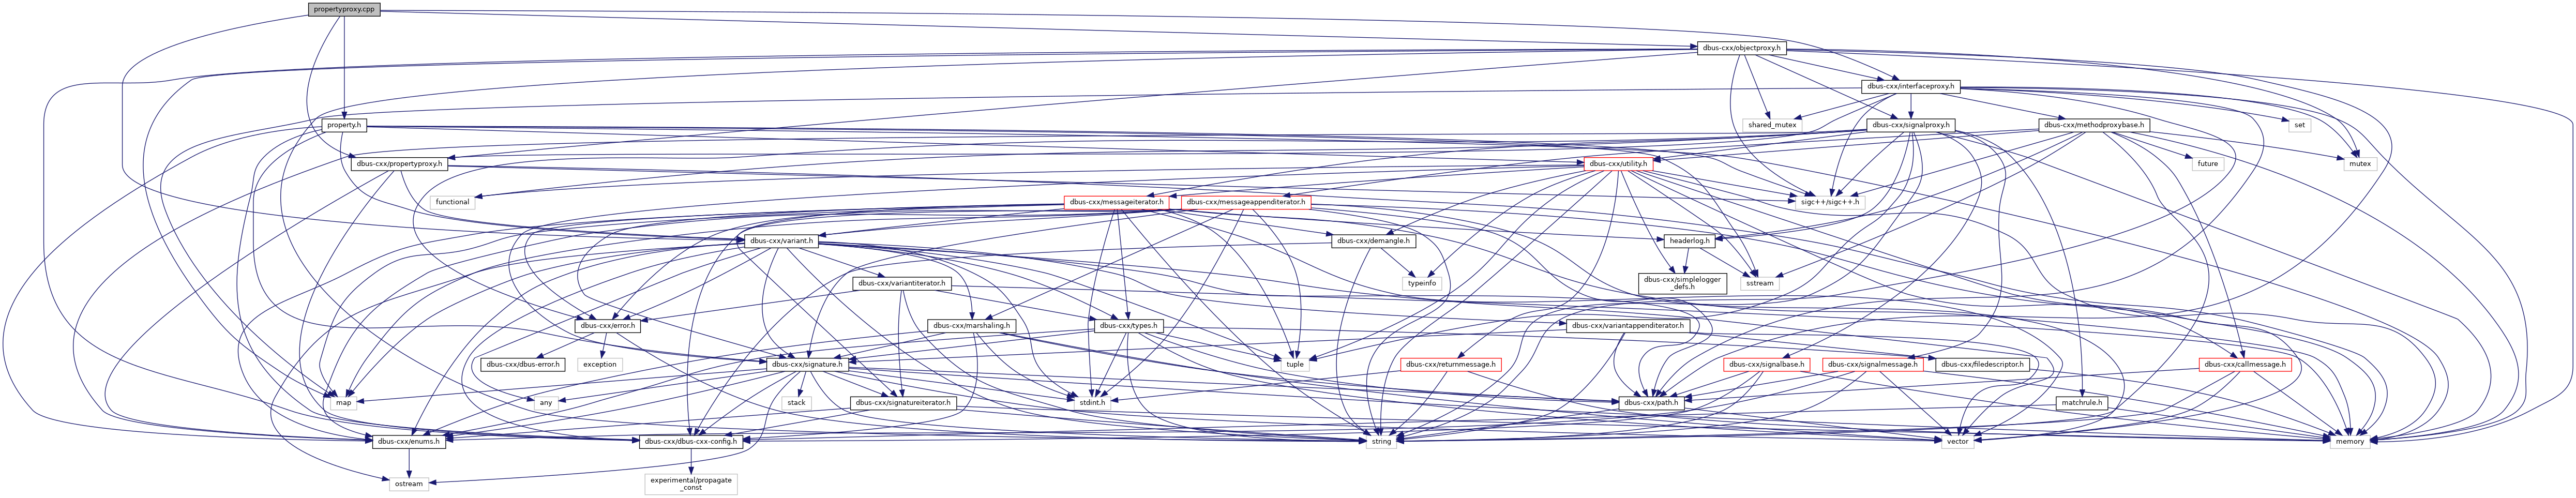 propertyproxy.cpp
dbus-cxx/objectproxy.h
dbus-cxx/interfaceproxy.h
property.h
shared_mutex
dbus-cxx/signalproxy.h
dbus-cxx/methodproxybase.h
set
dbus-cxx/propertyproxy.h
dbus-cxx/utility.h
future
mutex
functional
dbus-cxx/messageiterator.h
dbus-cxx/messageappenditerator.h
sigc++/sigc++.h
dbus-cxx/variant.h
dbus-cxx/demangle.h
headerlog.h
dbus-cxx/variantiterator.h
typeinfo
dbus-cxx/simplelogger
_defs.h
sstream
dbus-cxx/error.h
dbus-cxx/marshaling.h
dbus-cxx/types.h
dbus-cxx/variantappenditerator.h
dbus-cxx/dbus-error.h
exception
dbus-cxx/signature.h
tuple
dbus-cxx/returnmessage.h
dbus-cxx/signalbase.h
dbus-cxx/signalmessage.h
dbus-cxx/filedescriptor.h
dbus-cxx/callmessage.h
map
any
stack
dbus-cxx/signatureiterator.h
stdint.h
dbus-cxx/path.h
matchrule.h
dbus-cxx/enums.h
dbus-cxx/dbus-cxx-config.h
string
vector
memory
ostream
experimental/propagate
_const